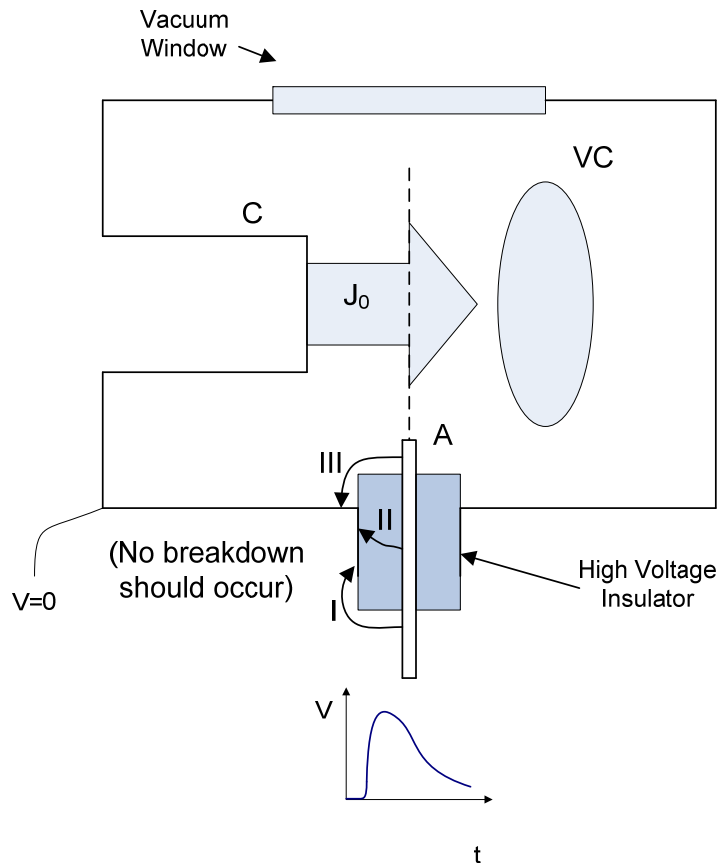 Vacuum
Window
VC
C
J₀
A
III
II
(No breakdown
should occur)
I
V=0
High Voltage
Insulator
V
t